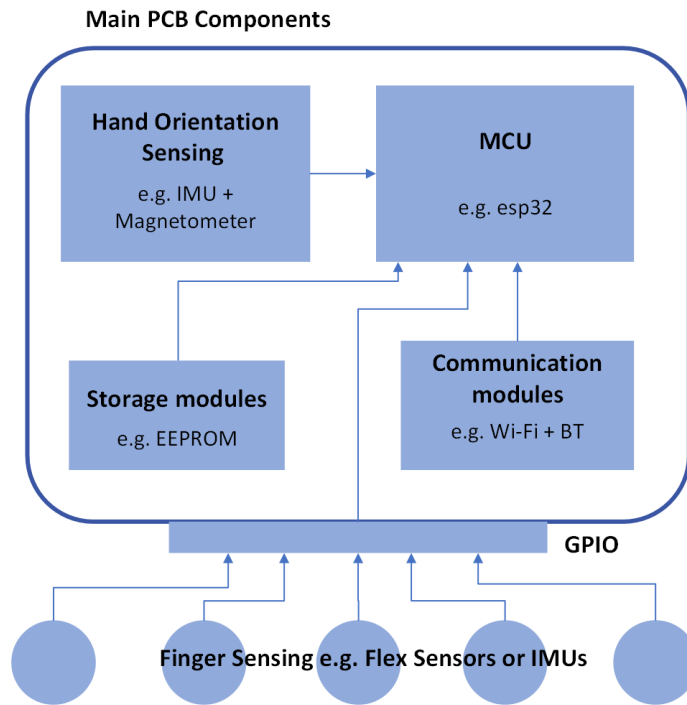 Main PCB Components
Hand Orientation
Sensing
e.g. IMU +
Magnetometer
MCU
e.g. esp32
Storage modules
e.g. EEPROM
Communication
modules
e.g. Wi-Fi + BT
GPIO
Finger Sensing e.g. Flex Sensors or IMUs